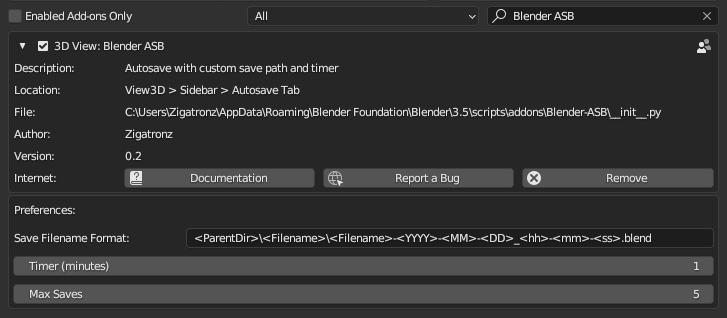 Enabled Add-ons Only All Blender ASB
3D View: Blender ASB
Description: Autosave with custom save path and timer
Location: View3D > Sidebar > Autosave Tab
File: C:\Users\Zigatronz\AppData\Roaming\Blender Foundation\Blender\3.5\scripts\addons\Blender-ASB\__init__.py
Author: Zigatronz
Version: 0.2
Internet: Documentation Report a Bug Remove
Preferences:
Save Filename Format: <ParentDir>\<Filename>\<Filename>-<YYYY>-<MM>-<DD>_<hh>-<mm>-<ss>.blend
Timer (minutes) 1
Max Saves 5